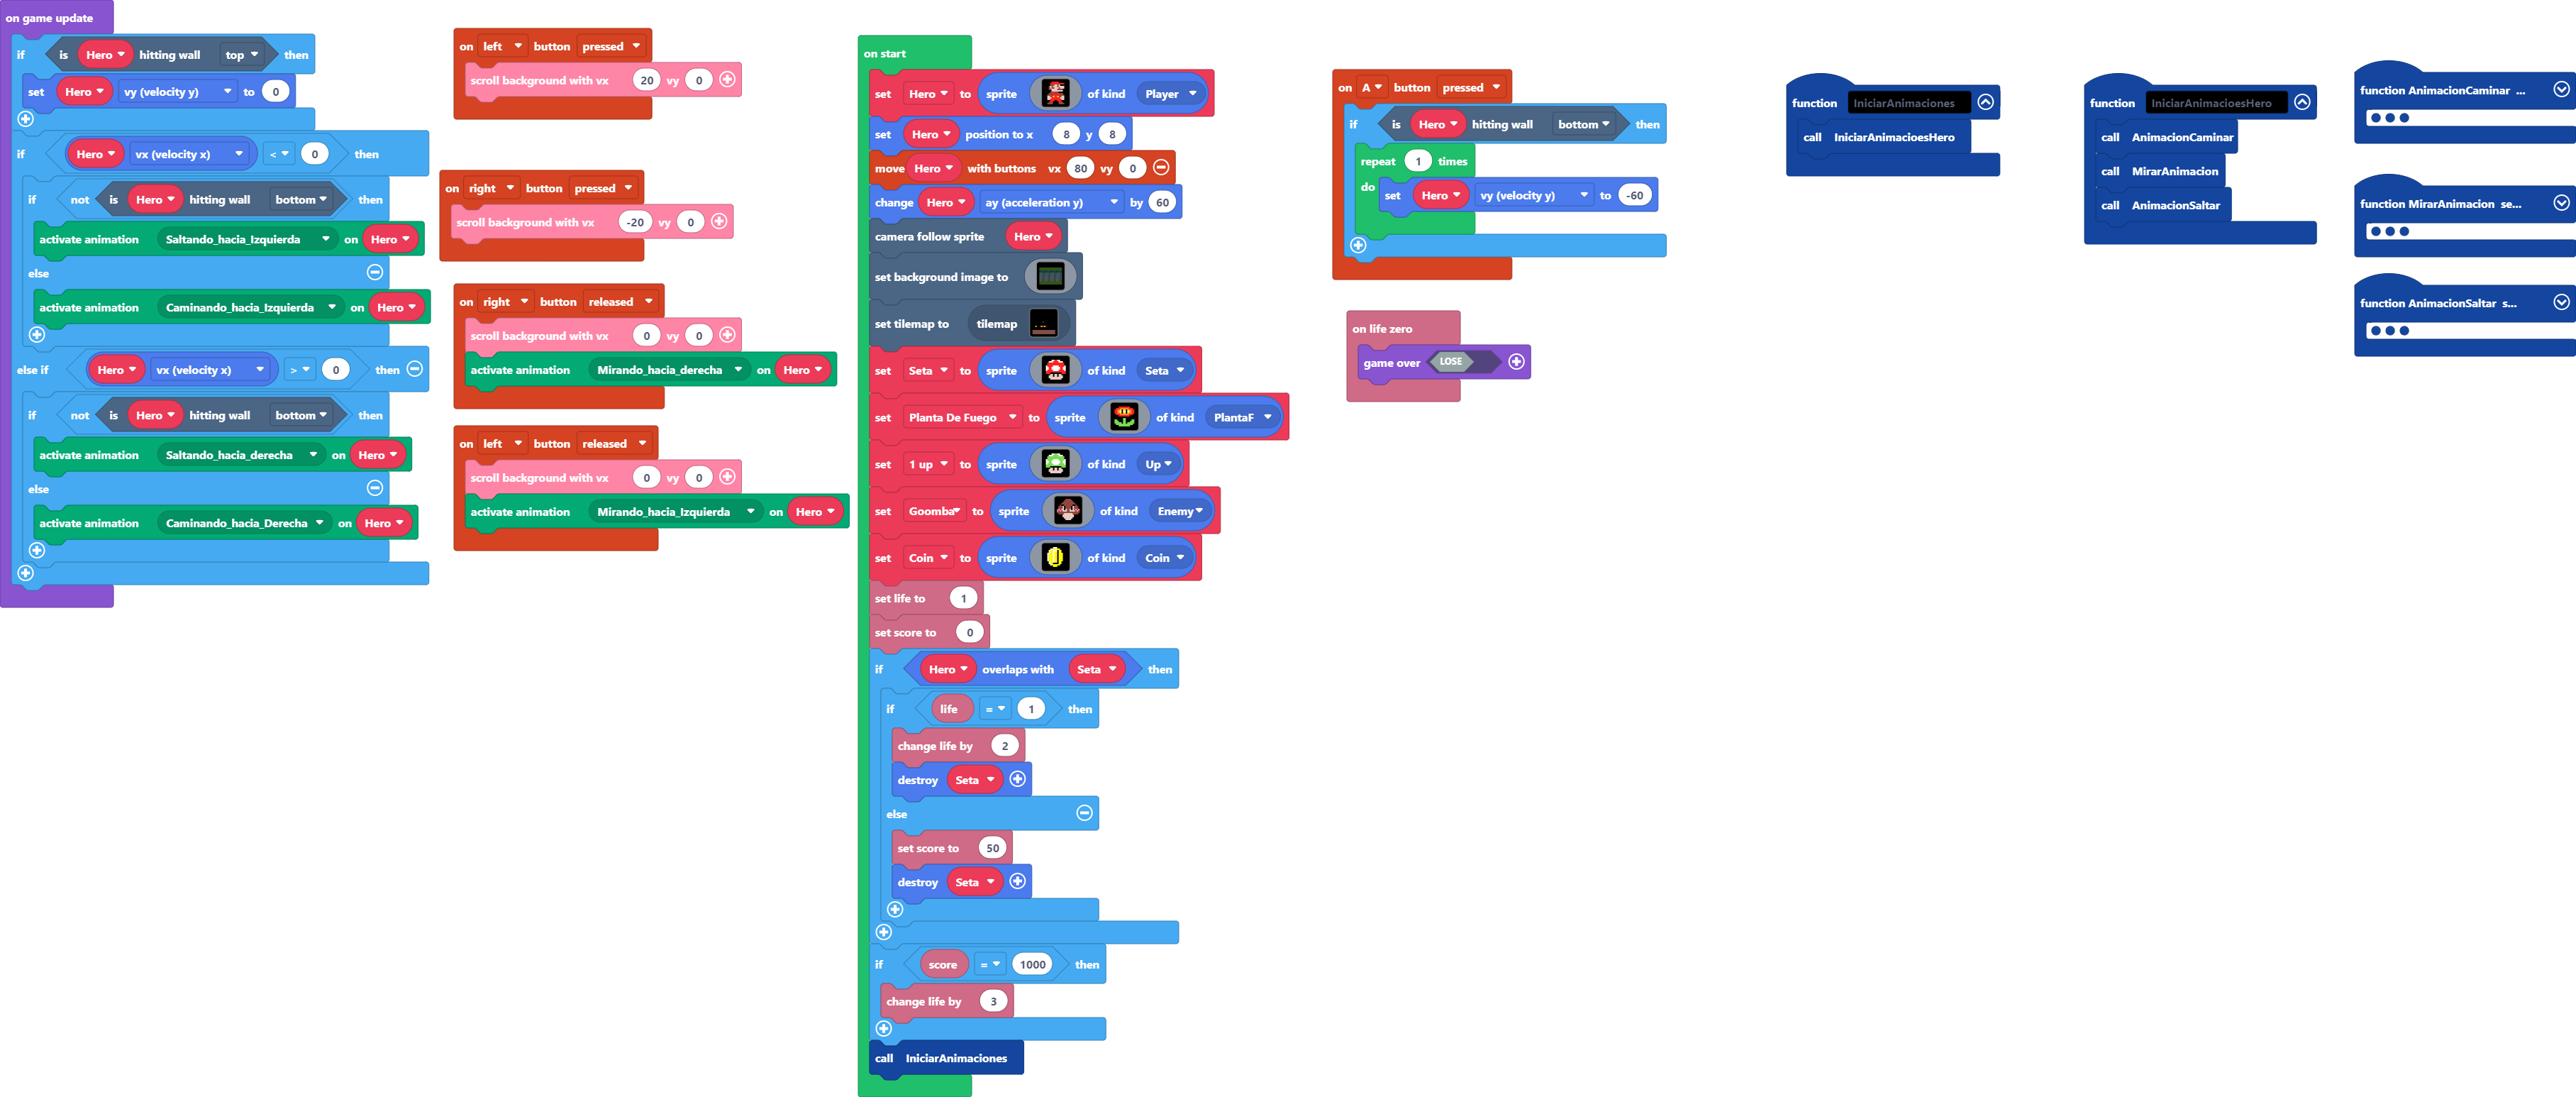 on game update
if is Hero hitting wall top then
set Hero vy (velocity y) to 0
if Hero vx (velocity x) < 0 then
if not is Hero hitting wall bottom then
activate animation Saltando_hacia_Izquierda on Hero
else
activate animation Caminando_hacia_Izquierda on Hero
else if Hero vx (velocity x) > 0 then
if not is Hero hitting wall bottom then
activate animation Saltando_hacia_derecha on Hero
else
activate animation Caminando_hacia_Derecha on Hero
on left button pressed
scroll background with vx 20 vy 0
on right button pressed
scroll background with vx -20 vy 0
on right button released
scroll background with vx 0 vy 0
activate animation Mirando_hacia_derecha on Hero
on left button released
scroll background with vx 0 vy 0
activate animation Mirando_hacia_Izquierda on Hero
on start
set Hero to sprite of kind Player
set Hero position to x 8 y 8
move Hero with buttons vx 80 vy 0
change Hero ay (acceleration y) by 60
camera follow sprite Hero
set background image to
set tilemap to tilemap
set Seta to sprite of kind Seta
set Planta De Fuego to sprite of kind PlantaF
set 1 up to sprite of kind Up
set Goomba to sprite of kind Enemy
set Coin to sprite of kind Coin
set life to 1
set score to 0
if Hero overlaps with Seta then
if life = 1 then
change life by 2
destroy Seta
else
set score to 50
destroy Seta
if score = 1000 then
change life by 3
call IniciarAnimaciones
on A button pressed
if is Hero hitting wall bottom then
repeat 1 times
do set Hero vy (velocity y) to -60
on life zero
game over LOSE
function IniciarAnimaciones
call IniciarAnimacioesHero
function IniciarAnimacioesHero
call AnimacionCaminar
call MirarAnimacion
call AnimacionSaltar
function AnimacionCaminar ...
function MirarAnimacion se...
function AnimacionSaltar s...